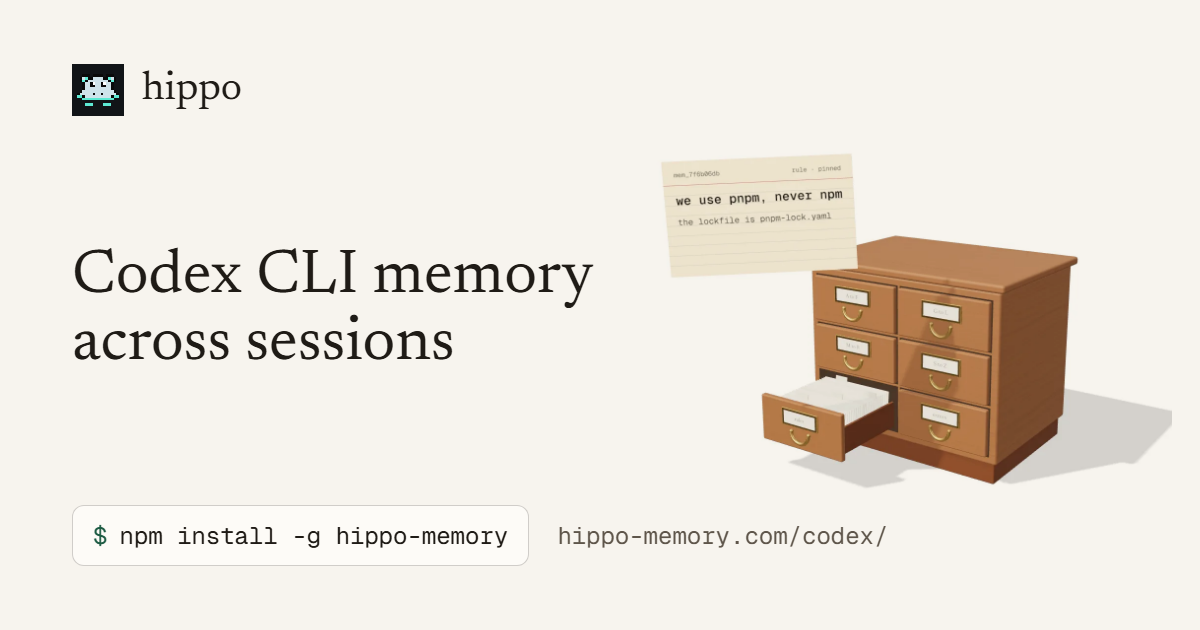 hippo
mem_7f6b06db rule · pinned
we use pnpm, never npm
the lockfile is pnpm-lock.yaml
Codex CLI memory
across sessions
$ npm install -g hippo-memory
hippo-memory.com/codex/